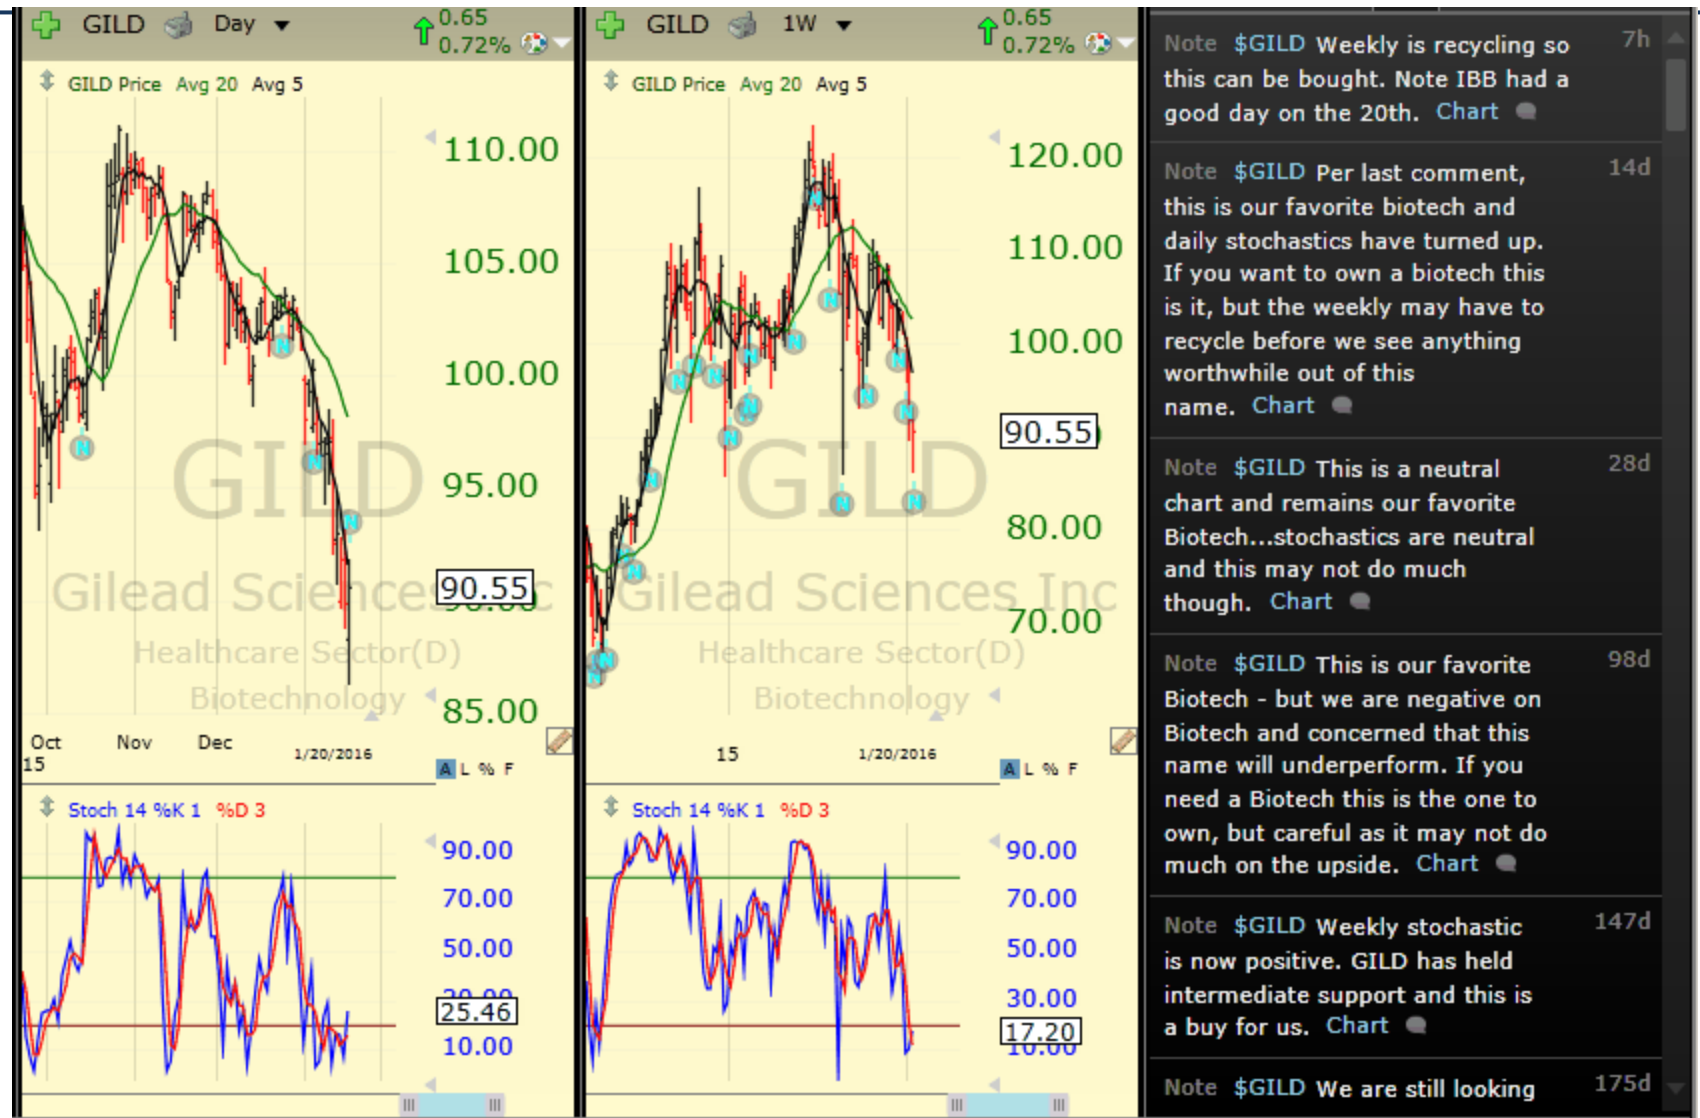 GILD Day
0.65
0.72%
GILD Price Avg 20 Avg 5
110.00
105.00
100.00
95.00
90.55
85.00
GILD
Gilead Sciences
Healthcare Sector(D)
Biotechnology
Oct Nov Dec 1/20/2016
15
A L % F
Stoch 14 %K 1 %D 3
90.00
70.00
50.00
30.00
25.46
10.00
GILD 1W
0.65
0.72%
GILD Price Avg 20 Avg 5
120.00
110.00
100.00
90.55
80.00
70.00
GILD
Gilead Sciences Inc
Healthcare Sector(D)
Biotechnology
15 1/20/2016
A L % F
Stoch 14 %K 1 %D 3
90.00
70.00
50.00
30.00
17.20
10.00
Note $GILD Weekly is recycling so 7h
this can be bought. Note IBB had a
good day on the 20th. Chart
Note $GILD Per last comment, 14d
this is our favorite biotech and
daily stochastics have turned up.
If you want to own a biotech this
is it, but the weekly may have to
recycle before we see anything
worthwhile out of this
name. Chart
Note $GILD This is a neutral 28d
chart and remains our favorite
Biotech...stochastics are neutral
and this may not do much
though. Chart
Note $GILD This is our favorite 98d
Biotech - but we are negative on
Biotech and concerned that this
name will underperform. If you
need a Biotech this is the one to
own, but careful as it may not do
much on the upside. Chart
Note $GILD Weekly stochastic 147d
is now positive. GILD has held
intermediate support and this is
a buy for us. Chart
Note $GILD We are still looking 175d